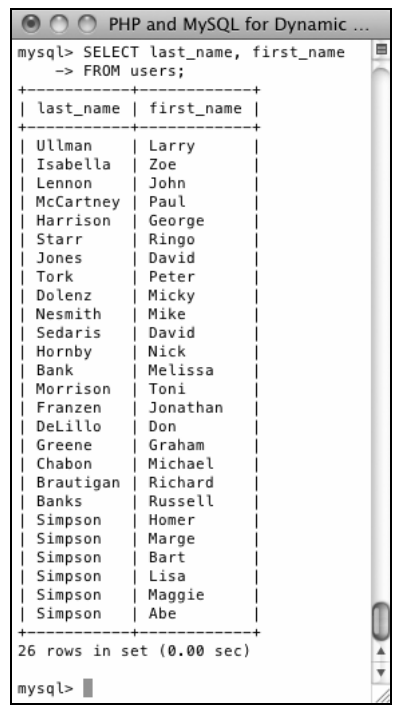 PHP and MySQL for Dynamic ...
mysql> SELECT last_name, first_name
    -> FROM users;
+-----------+------------+
| last_name | first_name |
+-----------+------------+
| Ullman    | Larry      |
| Isabella  | Zoe        |
| Lennon    | John       |
| McCartney | Paul       |
| Harrison  | George     |
| Starr     | Ringo      |
| Jones     | David      |
| Tork      | Peter      |
| Dolenz    | Micky      |
| Nesmith   | Mike       |
| Sedaris   | David      |
| Hornby    | Nick       |
| Bank      | Melissa    |
| Morrison  | Toni       |
| Franzen   | Jonathan   |
| DeLillo   | Don        |
| Greene    | Graham     |
| Chabon    | Michael    |
| Brautigan | Richard    |
| Banks     | Russell    |
| Simpson   | Homer      |
| Simpson   | Marge      |
| Simpson   | Bart       |
| Simpson   | Lisa       |
| Simpson   | Maggie     |
| Simpson   | Abe        |
+-----------+------------+
26 rows in set (0.00 sec)
mysql>